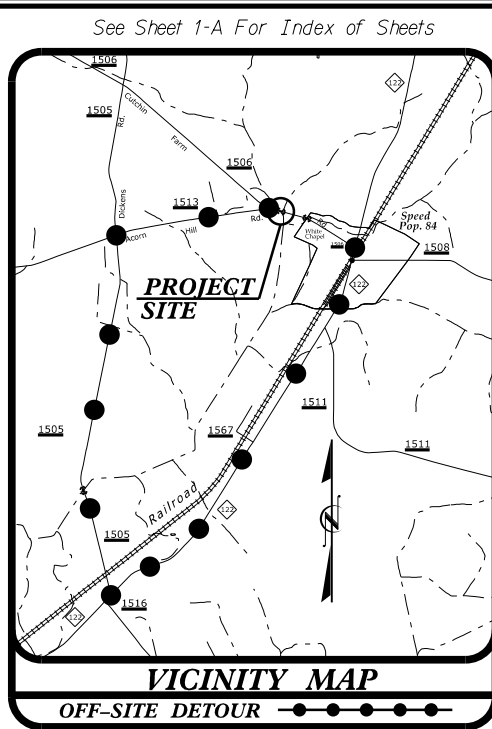 See Sheet 1-A For Index of Sheets
1506
122
1505
Cutchin
Rd.
Farm
1506
Dickens
1513
Rd.
Rd.
Speed
Pop. 84
White
Chapel
Hill
Acorn
1508
122
PROJECT
SITE
1505
1511
1567
1511
Railroad
122
1505
1516
122
VICINITY MAP
OFF–SITE DETOUR